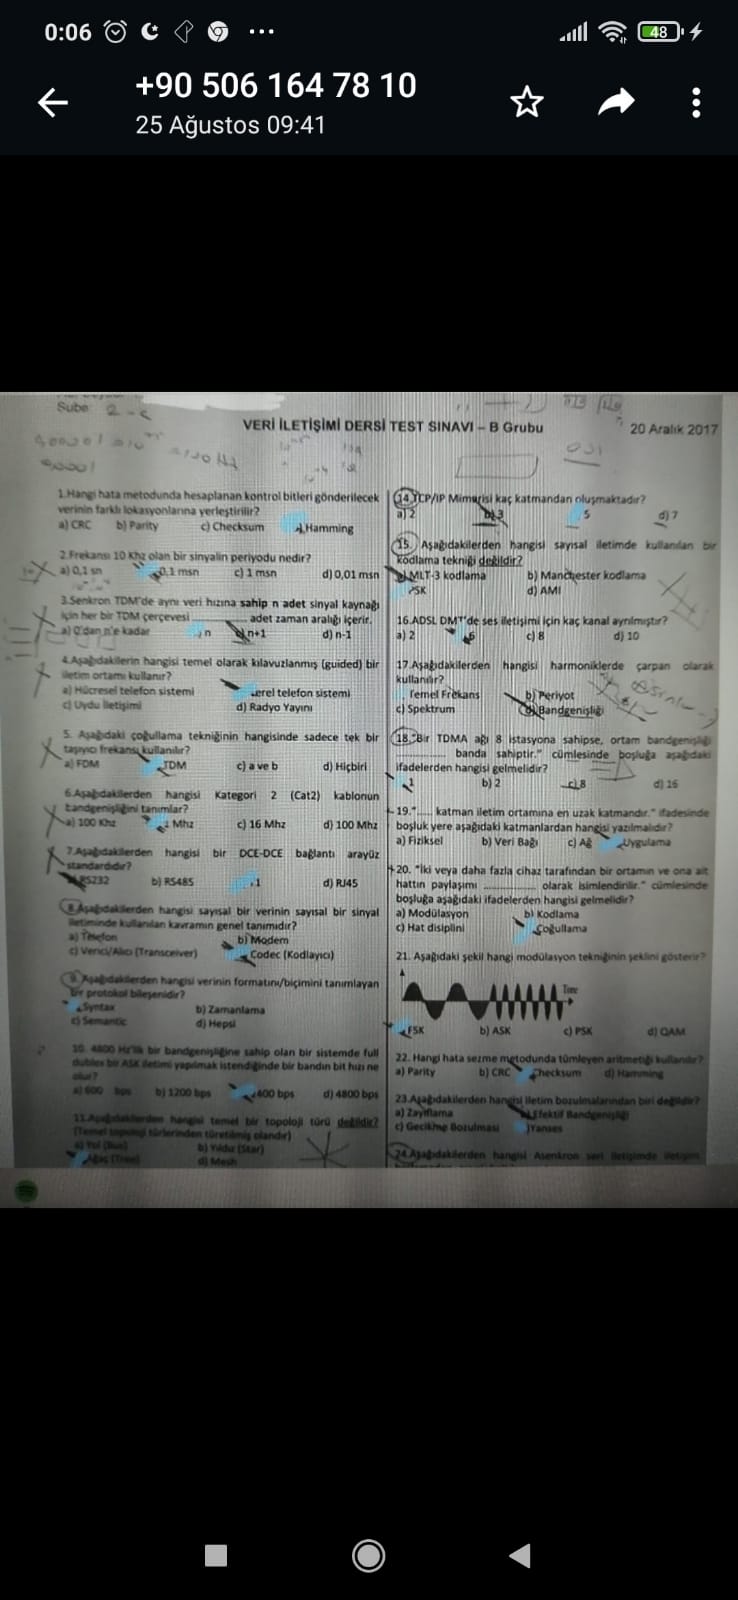 0:06
48
+90 506 164 78 10
25 Ağustos 09:41
Sube: 2-c
VERİ İLETİŞİMİ DERSİ TEST SINAVI – B Grubu
20 Aralık 2017
1.Hangi hata metodunda hesaplanan kontrol bitleri gönderilecek
verinin farklı lokasyonlarına yerleştirilir?
a) CRC b) Parity c) Checksum Hamming
2.Frekansı 10 Khz olan bir sinyalin periyodu nedir?
a) 0,1 sn 0,1 msn c) 1 msn d) 0,01 msn
3.Senkron TDM'de aynı veri hızına sahip n adet sinyal kaynağı
için her bir TDM çerçevesi ............ adet zaman aralığı içerir.
a) 0'dan n'e kadar n n+1 d) n-1
4.Aşağıdakilerin hangisi temel olarak kılavuzlanmış (guided) bir
iletim ortamı kullanır?
a) Hücresel telefon sistemi erel telefon sistemi
c) Uydu İletişimi d) Radyo Yayını
5. Aşağıdaki çoğullama tekniğinin hangisinde sadece tek bir
taşıyıcı frekansı kullanılır?
a) FDM TDM c) a ve b d) Hiçbiri
6.Aşağıdakilerden hangisi Kategori 2 (Cat2) kablonun
bandgenişliğini tanımlar?
a) 100 Khz Mhz c) 16 Mhz d) 100 Mhz
7.Aşağıdakilerden hangisi bir DCE-DCE bağlantı arayüz
standardıdır?
RS232 b) RS485 1 d) RJ45
8.Aşağıdakilerden hangisi sayısal bir verinin sayısal bir sinyal
iletiminde kullanılan kavramın genel tanımıdır?
a) Telefon b) Modem
c) Verici/Alıcı (Transceiver) Codec (Kodlayıcı)
9. Aşağıdakilerden hangisi verinin formatını/biçimini tanımlayan
bir protokol bileşenidir?
Syntax b) Zamanlama
c) Semantic d) Hepsi
10. 4800 Hz'lik bir bandgenişliğine sahip olan bir sistemde full
dubleks bir ASK iletimi yapılmak istendiğinde bir bandın bit hızı ne
olur?
a) 600 bps b) 1200 bps 400 bps d) 4800 bps
11.Aşağıdakilerden hangisi temel bir topoloji türü değildir?
(Temel topoloji türlerinden türetilmiş olandır)
a) Yol (Bus) b) Yıldız (Star)
Ağaç (Tree) d) Mesh
14.TCP/IP Mimarisi kaç katmandan oluşmaktadır?
a) 2 b) 3 5 d) 7
15. Aşağıdakilerden hangisi sayısal iletimde kullanılan bir
kodlama tekniği değildir?
MLT-3 kodlama b) Manchester kodlama
PSK d) AMI
16.ADSL DMT'de ses iletişimi için kaç kanal ayrılmıştır?
a) 2 6 c) 8 d) 10
17.Aşağıdakilerden hangisi harmoniklerde çarpan olarak
kullanılır?
Temel Frekans b) Periyot
c) Spektrum Bandgenişliği
18."Bir TDMA ağı 8 istasyona sahipse, ortam bandgenişliği
............ banda sahiptir." cümlesinde boşluğa aşağıdaki
ifadelerden hangisi gelmelidir?
1 b) 2 c) 8 d) 16
19."..... katman iletim ortamına en uzak katmandır." ifadesinde
boşluk yere aşağıdaki katmanlardan hangisi yazılmalıdır?
a) Fiziksel b) Veri Bağı c) Ağ Uygulama
20. "İki veya daha fazla cihaz tarafından bir ortamın ve ona ait
hattın paylaşımı ............ olarak isimlendirilir." cümlesinde
boşluğa aşağıdaki ifadelerden hangisi gelmelidir?
a) Modülasyon b) Kodlama
c) Hat disiplini Çoğullama
21. Aşağıdaki şekil hangi modülasyon tekniğinin şeklini gösterir?
Time
FSK b) ASK c) PSK d) QAM
22. Hangi hata sezme metodunda tümleyen aritmetiği kullanılır?
a) Parity b) CRC Checksum d) Hamming
23.Aşağıdakilerden hangisi iletim bozulmalarından biri değildir?
a) Zayıflama Efektif Bandgenişliği
c) Gecikme Bozulması Yanses
24.Aşağıdakilerden hangisi Asenkron seri iletişimde iletişim